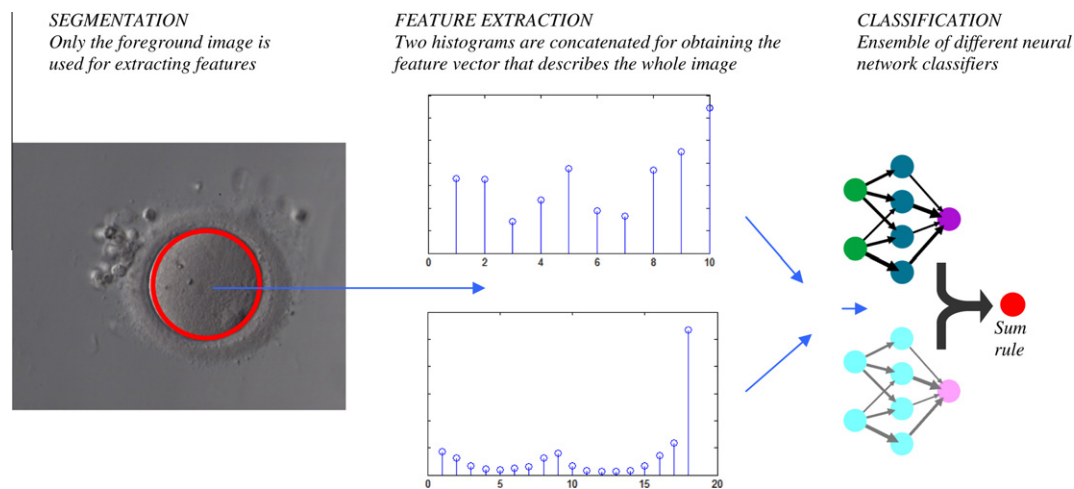 SEGMENTATION
Only the foreground image is
used for extracting features
FEATURE EXTRACTION
Two histograms are concatenated for obtaining the
feature vector that describes the whole image
CLASSIFICATION
Ensemble of different neural
network classifiers
0 2 4 6 8 10
Sum
rule
0 5 10 15 20